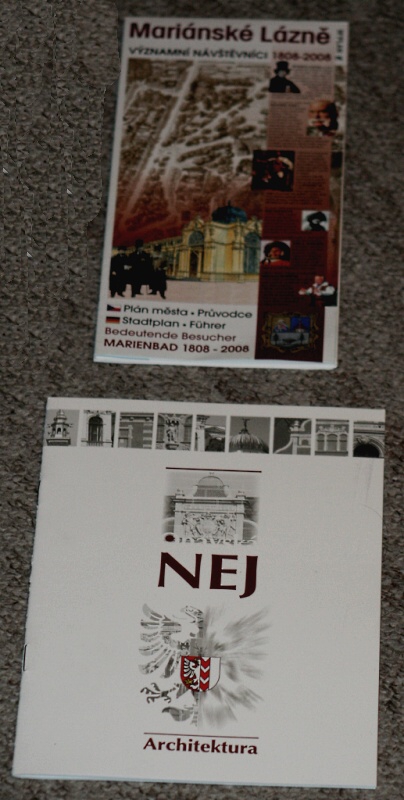 Mariánské Lázně
VÝZNAMNÍ NÁVŠTĚVNÍCI 1808-2008
Plán města • Průvodce
Stadtplan • Führer
Bedeutende Besucher
MARIENBAD 1808 - 2008
NEJ
Architektura